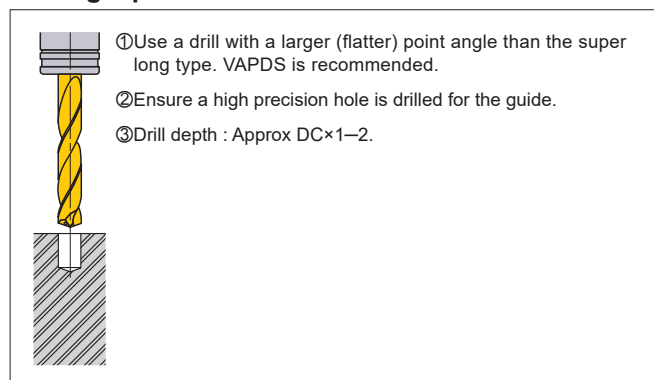 ①Use a drill with a larger (flatter) point angle than the super
long type. VAPDS is recommended.
②Ensure a high precision hole is drilled for the guide.
③Drill depth : Approx DC×1─2.